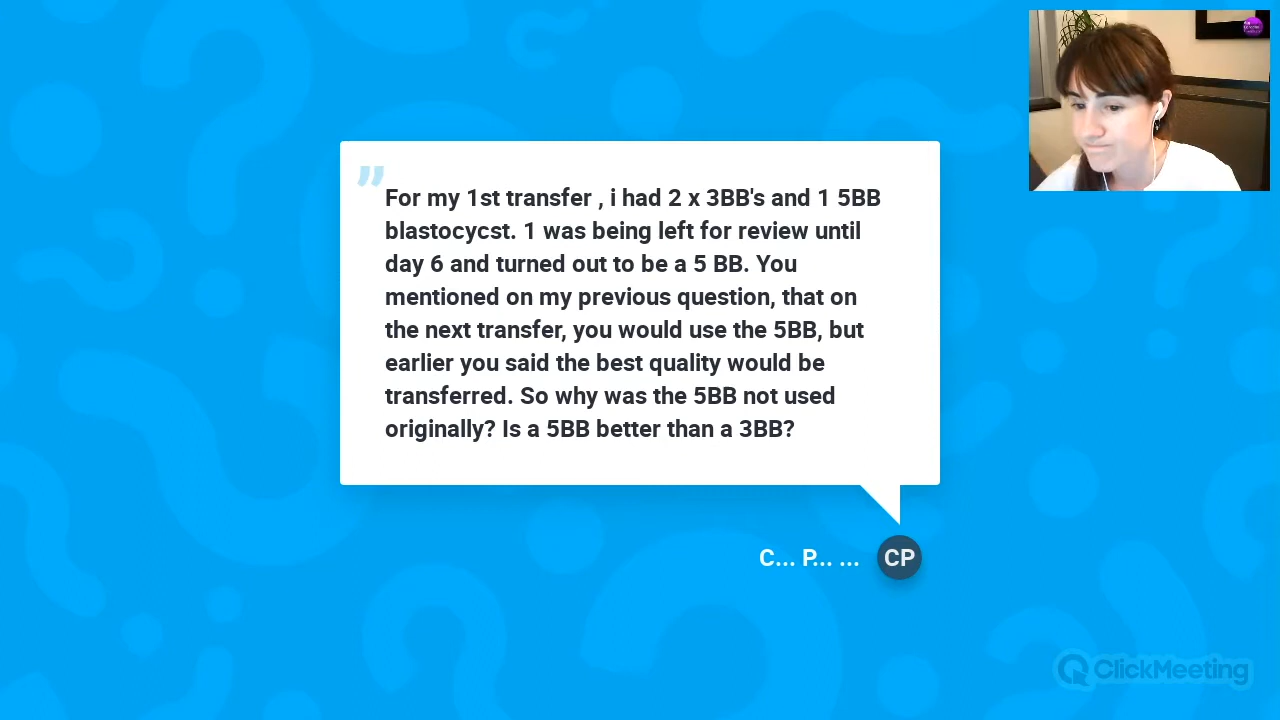 For my 1st transfer , i had 2 x 3BB's and 1 5BB
blastocycst. 1 was being left for review until
day 6 and turned out to be a 5 BB. You
mentioned on my previous question, that on
the next transfer, you would use the 5BB, but
earlier you said the best quality would be
transferred. So why was the 5BB not used
originally? Is a 5BB better than a 3BB?
C... P... ...
CP
ClickMeeting